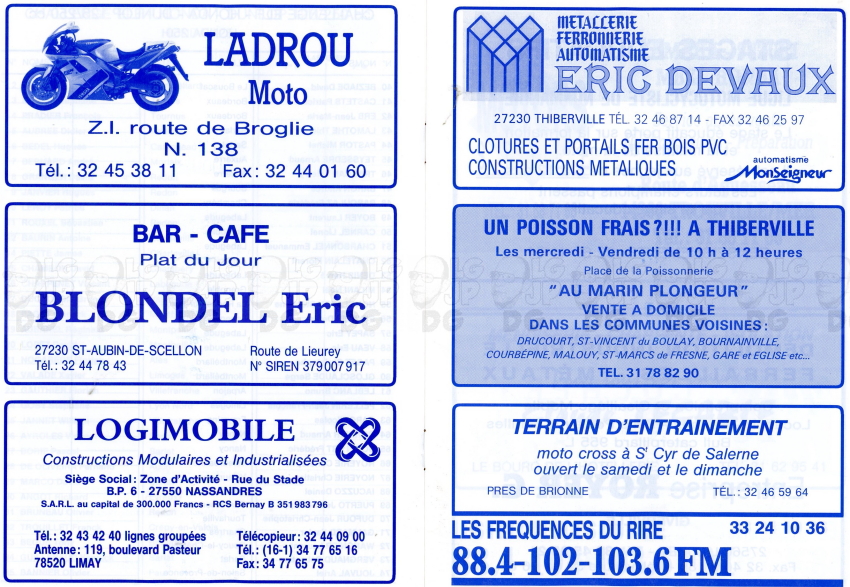 LADROU
Moto
Z.I. route de Broglie
N. 138
Tél.: 32 45 38 11 Fax: 32 44 01 60
BAR - CAFE
Plat du Jour
BLONDEL Eric
27230 ST-AUBIN-DE-SCELLON Route de Lieurey
Tél.: 32 44 78 43 N° SIREN 379007917
LOGIMOBILE
Constructions Modulaires et Industrialisées
Siège Social: Zone d'Activité - Rue du Stade
B.P. 6 - 27550 NASSANDRES
S.A.R.L. au capital de 300.000 Francs - RCS Bernay B 351983796
Tél.: 32 43 42 40 lignes groupées Télécopieur: 32 44 09 00
Antenne: 119, boulevard Pasteur Tél.: (16-1) 34 77 65 16
78520 LIMAY Fax: 34 77 65 75
METALLERIE
FERRONNERIE
AUTOMATISME
ERIC DEVAUX
27230 THIBERVILLE TÉL. 32 46 87 14 - FAX 32 46 25 97
CLOTURES ET PORTAILS FER BOIS PVC
CONSTRUCTIONS METALIQUES
automatisme
MonSeigneur
UN POISSON FRAIS?!!! A THIBERVILLE
Les mercredi - Vendredi de 10 h à 12 heures
Place de la Poissonnerie
"AU MARIN PLONGEUR"
VENTE A DOMICILE
DANS LES COMMUNES VOISINES:
DRUCOURT, ST-VINCENT du BOULAY, BOURNAINVILLE,
COURBÉPINE, MALOUY, ST-MARCS de FRESNE, GARE et EGLISE etc...
TEL. 31 78 82 90
TERRAIN D'ENTRAINEMENT
moto cross à St Cyr de Salerne
ouvert le samedi et le dimanche
PRES DE BRIONNE TÉL.: 32 46 59 64
LES FREQUENCES DU RIRE 33 24 10 36
88.4-102-103.6 FM